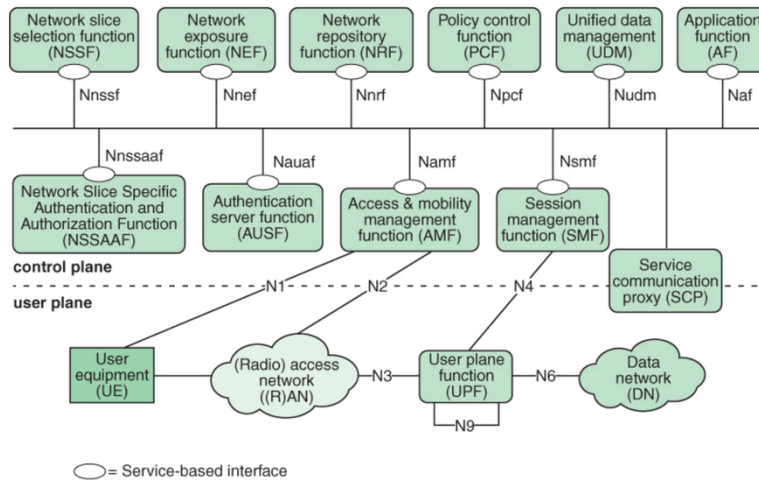 Network slice
selection function
(NSSF)
Network
exposure
function (NEF)
Network
repository
function (NRF)
Policy control
function
(PCF)
Unified data
management
(UDM)
Application
function
(AF)
Nnssf
Nnef
Nnrf
Npcf
Nudm
Naf
Nnssaaf
Nauaf
Namf
Nsmf
Network Slice Specific
Authentication and
Authorization Function
(NSSAAF)
Authentication
server function
(AUSF)
Access & mobility
management
function (AMF)
Session
management
function (SMF)
Service
communication
proxy (SCP)
control plane
user plane
N1
N2
N4
User
equipment
(UE)
(Radio) access
network
((R)AN)
N3
User plane
function
(UPF)
N6
Data
network
(DN)
N9
= Service-based interface